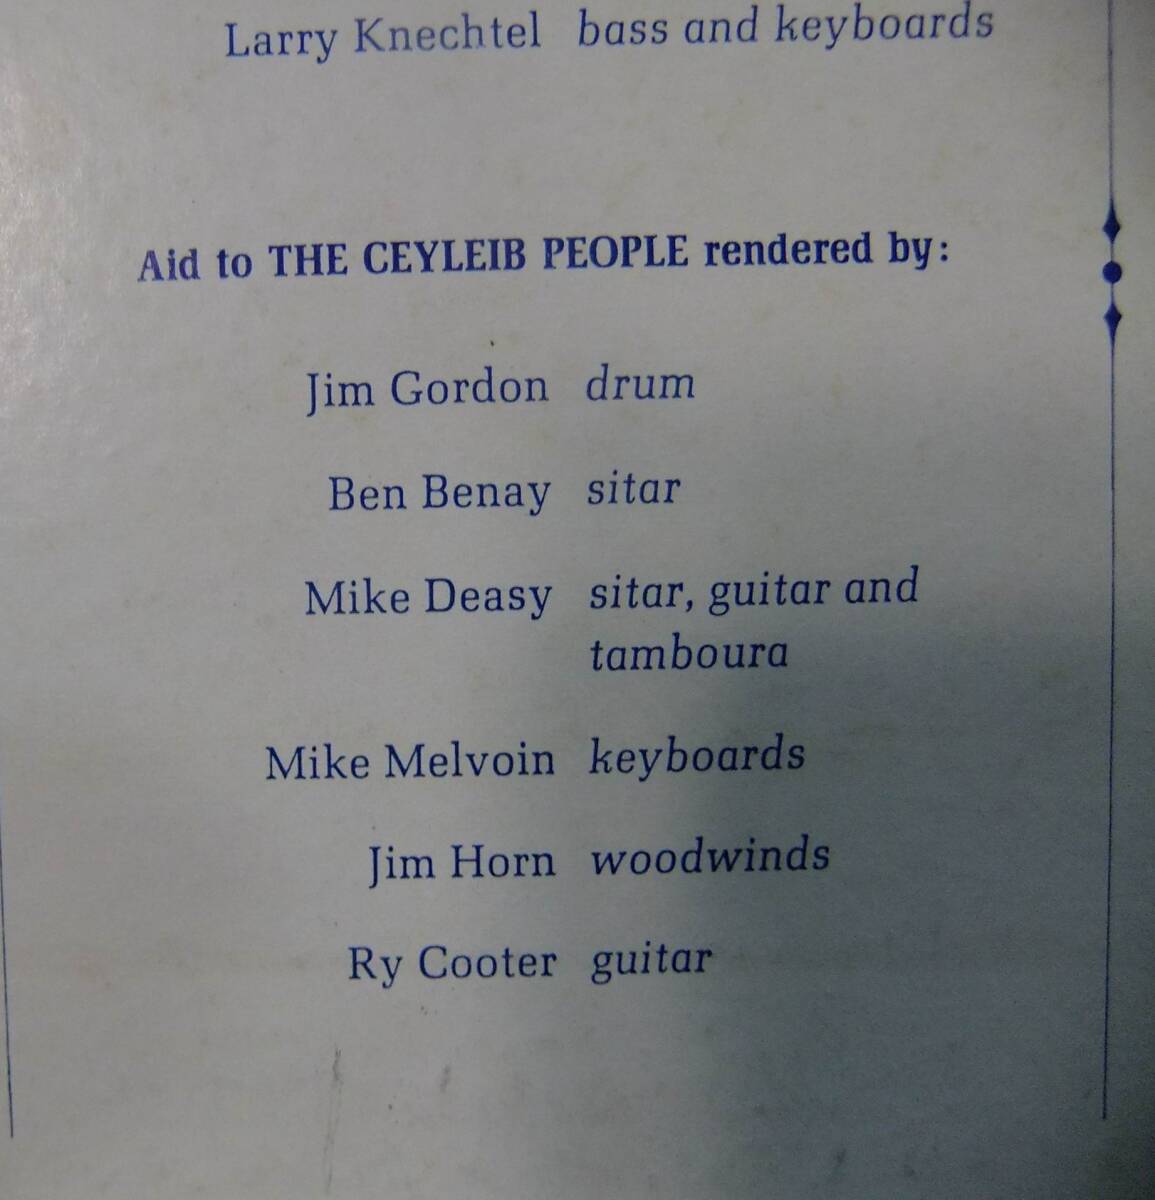 Larry Knechtel bass and keyboards
Aid to THE CEYLEIB PEOPLE rendered by:
Jim Gordon drum
Ben Benay sitar
Mike Deasy sitar, guitar and
tamboura
Mike Melvoin keyboards
Jim Horn woodwinds
Ry Cooter guitar